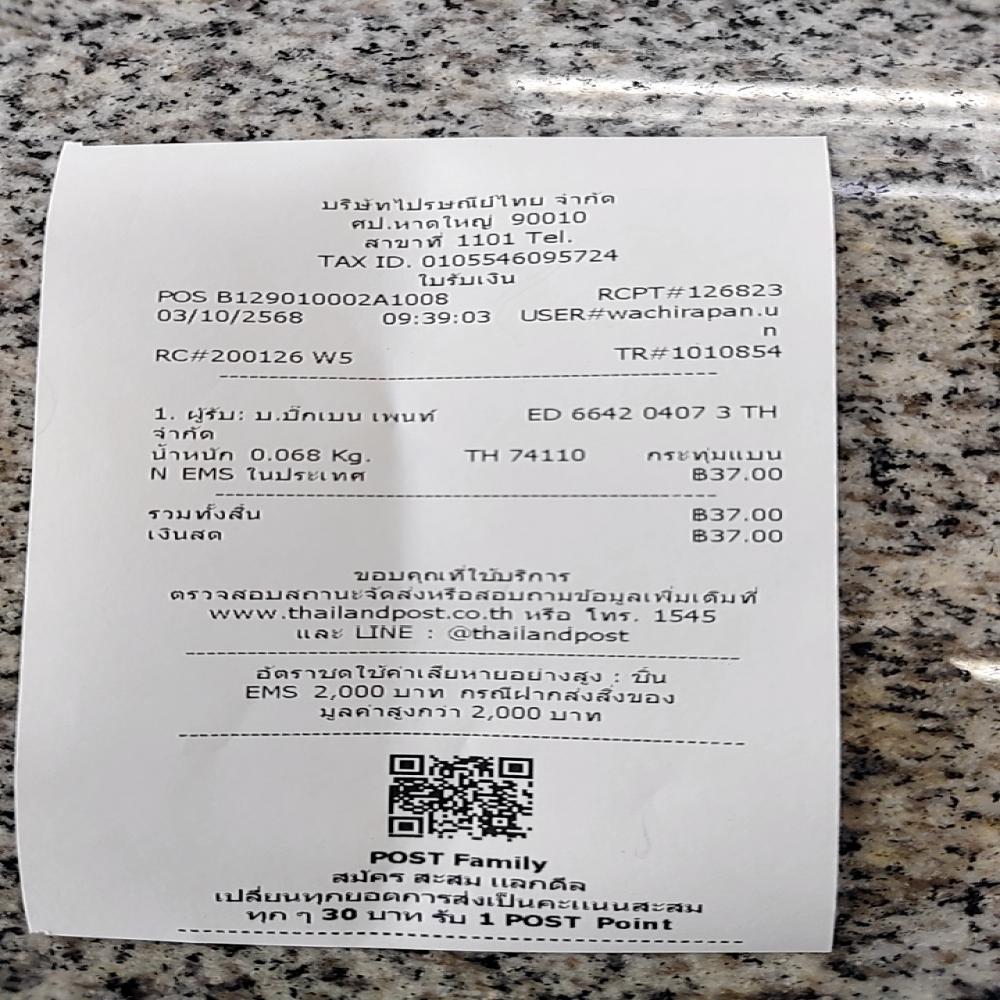 บริษัทไปรษณีย์ไทย จำกัด
ศป.หาดใหญ่ 90010
สาขาที่ 1101 Tel.
TAX ID. 0105546095724
ใบรับเงิน
POS B129010002A1008 RCPT#126823
03/10/2568 09:39:03 USER#wachirapan.u
n
RC#200126 W5 TR#1010854
1. ผู้รับ: บ.บิ๊กเบน เพนท์ ED 6642 0407 3 TH
จำกัด
น้ำหนัก 0.068 Kg. TH 74110 กระทุ่มแบน
N EMS ในประเทศ ฿37.00
รวมทั้งสิ้น ฿37.00
เงินสด ฿37.00
ขอบคุณที่ใช้บริการ
ตรวจสอบสถานะจัดส่งหรือสอบถามข้อมูลเพิ่มเติมที่
www.thailandpost.co.th หรือ โทร. 1545
และ LINE : @thailandpost
อัตราชดใช้ค่าเสียหายอย่างสูง : ชิ้น
EMS 2,000 บาท กรณีฝากส่งสิ่งของ
มูลค่าสูงกว่า 2,000 บาท
POST Family
สมัคร สะสม แลกดีล
เปลี่ยนทุกยอดการส่งเป็นคะแนนสะสม
ทุก ๆ 30 บาท รับ 1 POST Point